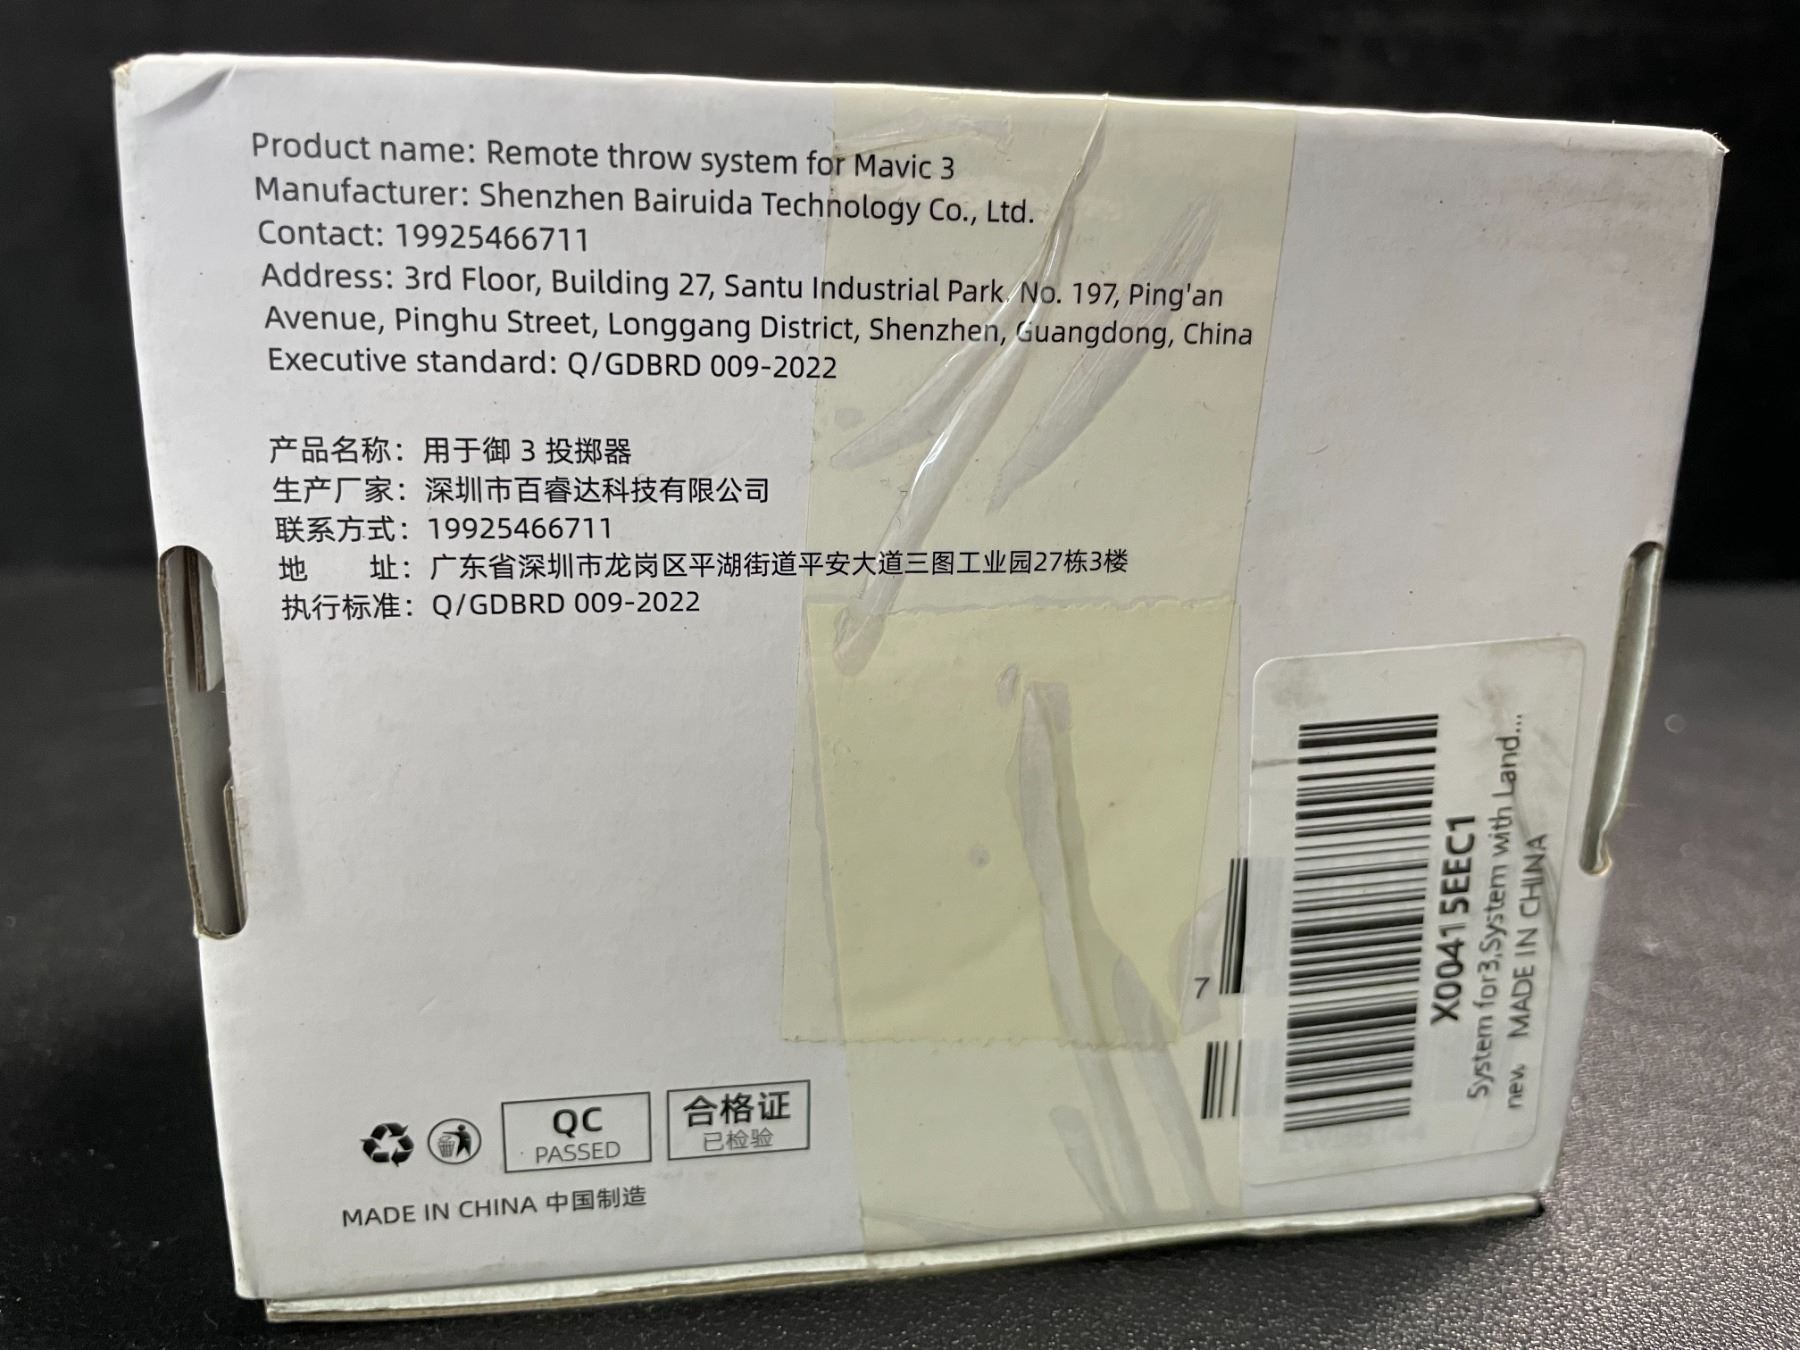 Product name: Remote throw system for Mavic 3
Manufacturer: Shenzhen Bairuida Technology Co., Ltd.
Contact: 19925466711
Address: 3rd Floor, Building 27, Santu Industrial Park, No. 197, Ping'an
Avenue, Pinghu Street, Longgang District, Shenzhen, Guangdong, China
Executive standard: Q/GDBRD 009-2022
产品名称：用于御 3 投掷器
生产厂家：深圳市百睿达科技有限公司
联系方式：19925466711
地 址：广东省深圳市龙岗区平湖街道平安大道三图工业园27栋3楼
执行标准：Q/GDBRD 009-2022
7
X00415EEC1
System for3,System with Land...
new MADE IN CHINA
QC
PASSED
合格证
已检验
MADE IN CHINA 中国制造